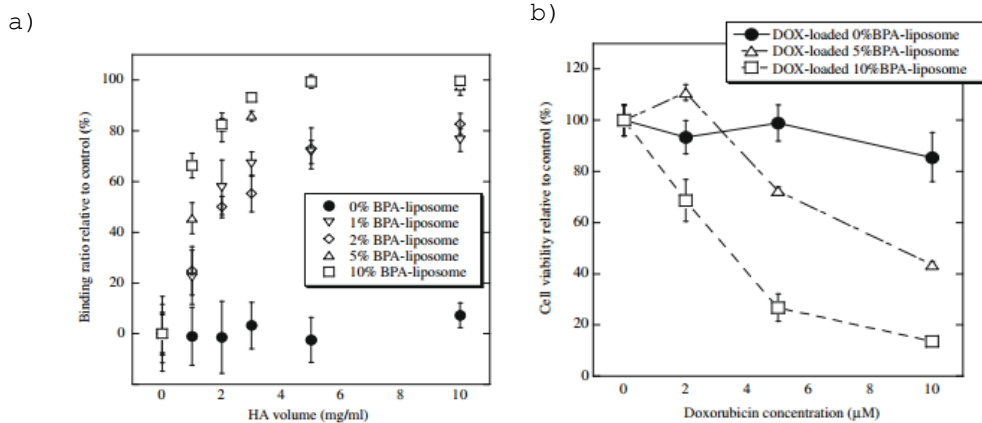 a)
Binding ratio relative to control (%)
100
80
60
40
20
0
0% BPA-liposome
1% BPA-liposome
2% BPA-liposome
5% BPA-liposome
10% BPA-liposome
0 2 4 6 8 10
HA volume (mg/ml)
b)
DOX-loaded 0%BPA-liposome
DOX-loaded 5%BPA-liposome
DOX-loaded 10%BPA-liposome
Cell viability relative to control (%)
120
100
80
60
40
20
0
0 2 4 6 8 10
Doxorubicin concentration (μM)